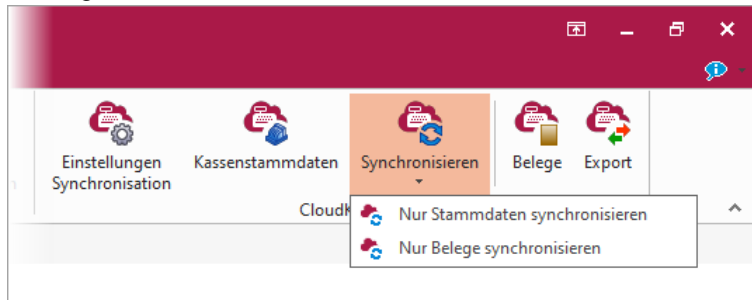 Einstellungen
Synchronisation
Kassenstammdaten
Synchronisieren
Belege
Export
Nur Stammdaten synchronisieren
Nur Belege synchronisieren